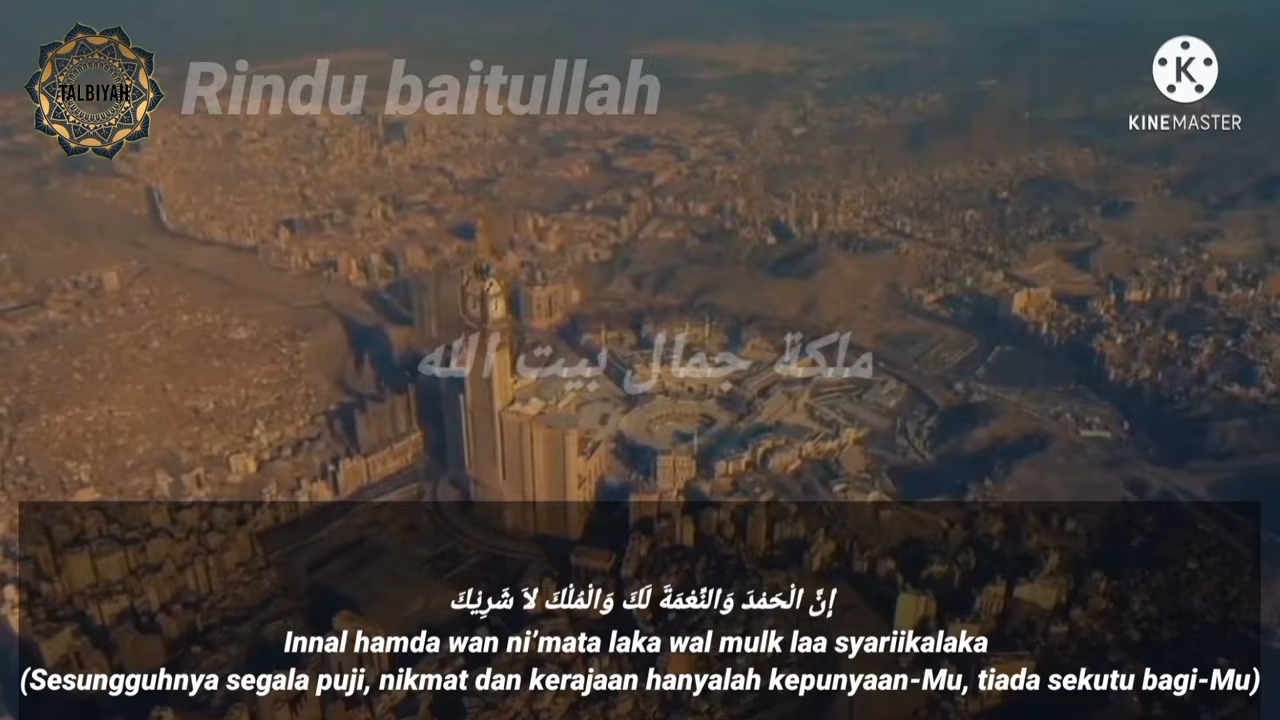 TALBIYAH
Rindu baitullah
KINEMASTER
ملكة جمال بيت الله
إِنَّ الْحَمْدَ وَالنِّعْمَةَ لَكَ وَالْمُلْكَ لاَ شَرِيْكَ
Innal hamda wan ni’mata laka wal mulk laa syariikalaka
(Sesungguhnya segala puji, nikmat dan kerajaan hanyalah kepunyaan-Mu, tiada sekutu bagi-Mu)